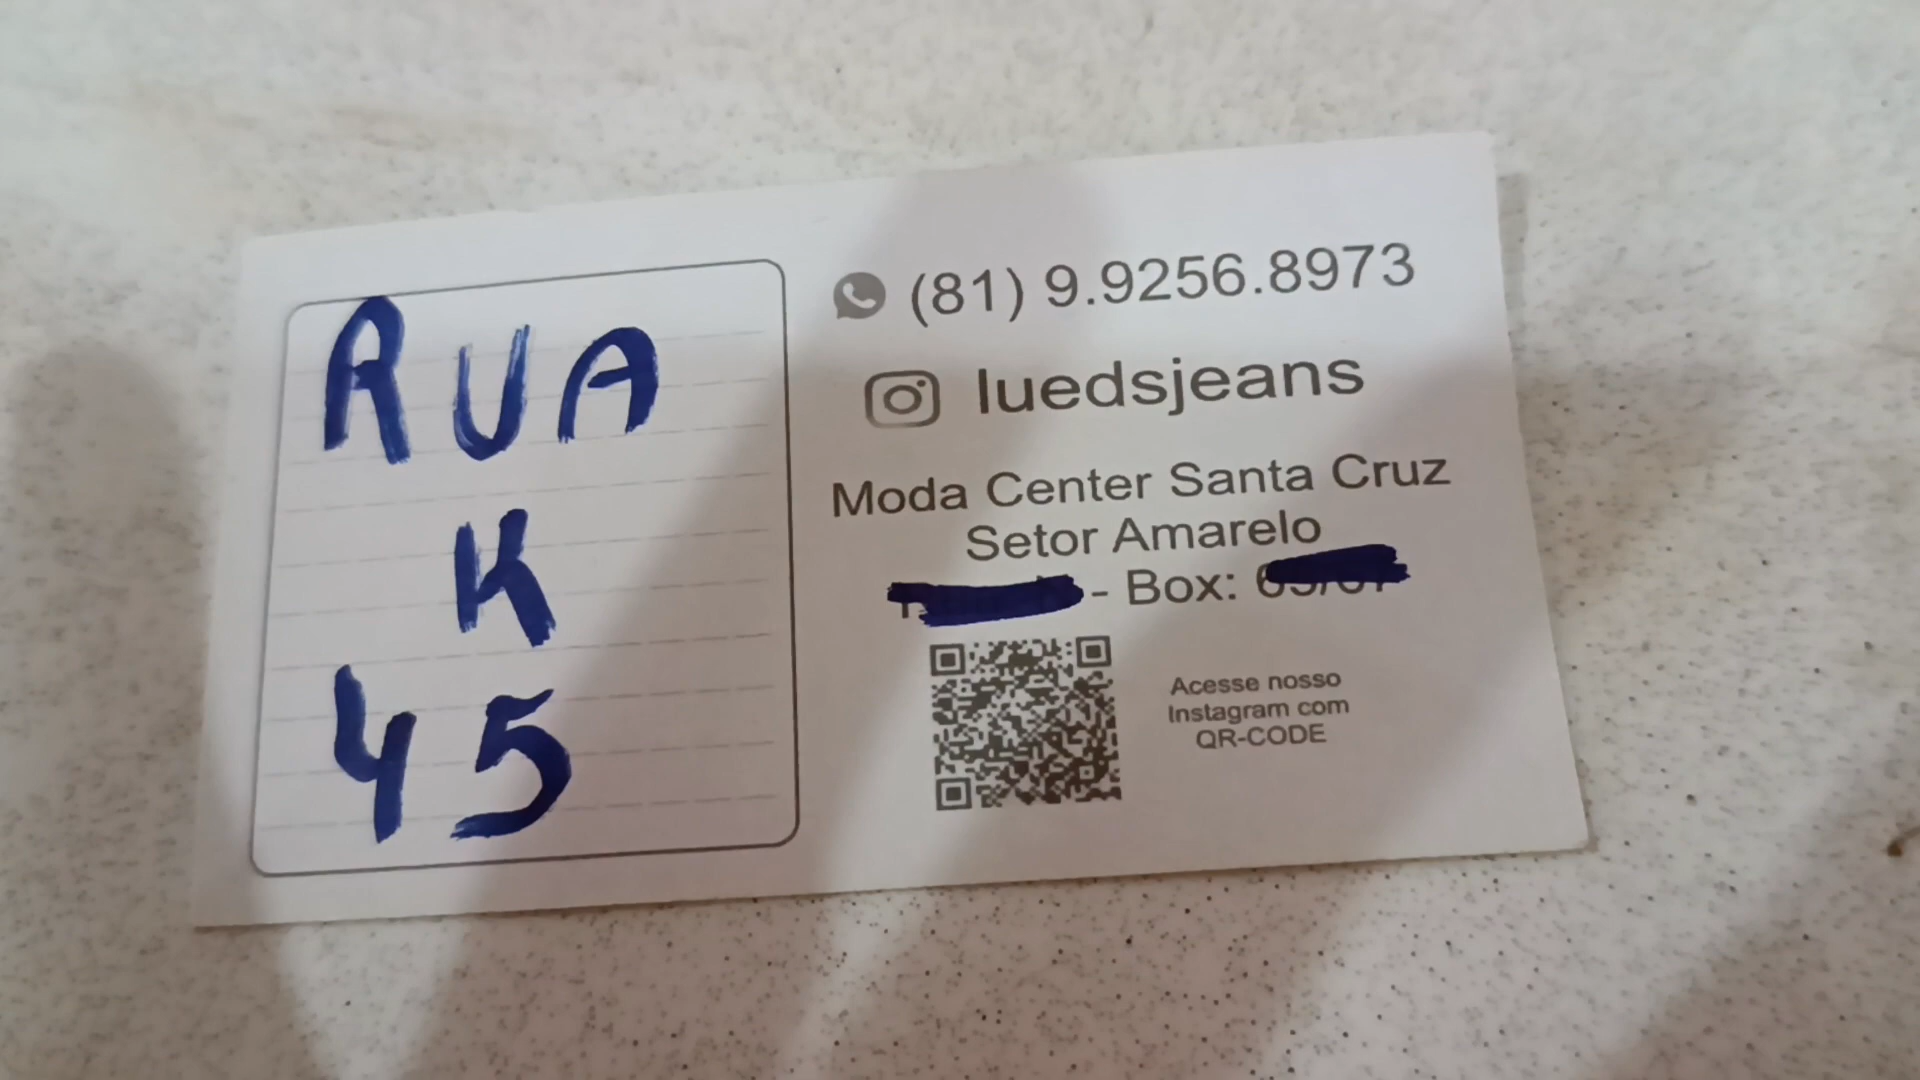 RUA
K
45
(81) 9.9256.8973
luedsjeans
Moda Center Santa Cruz
Setor Amarelo
- Box:
Acesse nosso
Instagram com
QR-CODE